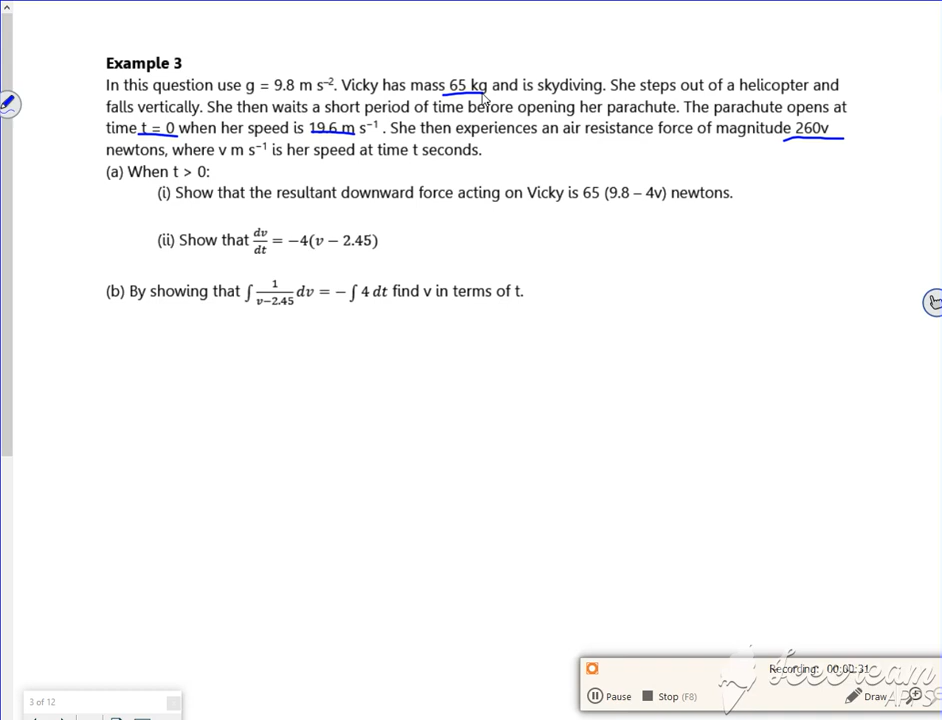 Example 3
In this question use g = 9.8 m s⁻². Vicky has mass 65 kg and is skydiving. She steps out of a helicopter and
falls vertically. She then waits a short period of time before opening her parachute. The parachute opens at
time t = 0 when her speed is 19.6 m s⁻¹ . She then experiences an air resistance force of magnitude 260v
newtons, where v m s⁻¹ is her speed at time t seconds.
(a) When t > 0:
(i) Show that the resultant downward force acting on Vicky is 65 (9.8 – 4v) newtons.
(ii) Show that dv/dt = −4(v − 2.45)
(b) By showing that ∫ 1/(v−2.45) dv = − ∫ 4 dt find v in terms of t.
Recording: 00:00:31
Icecream
APPS
Pause Stop (F8) Draw
3 of 12